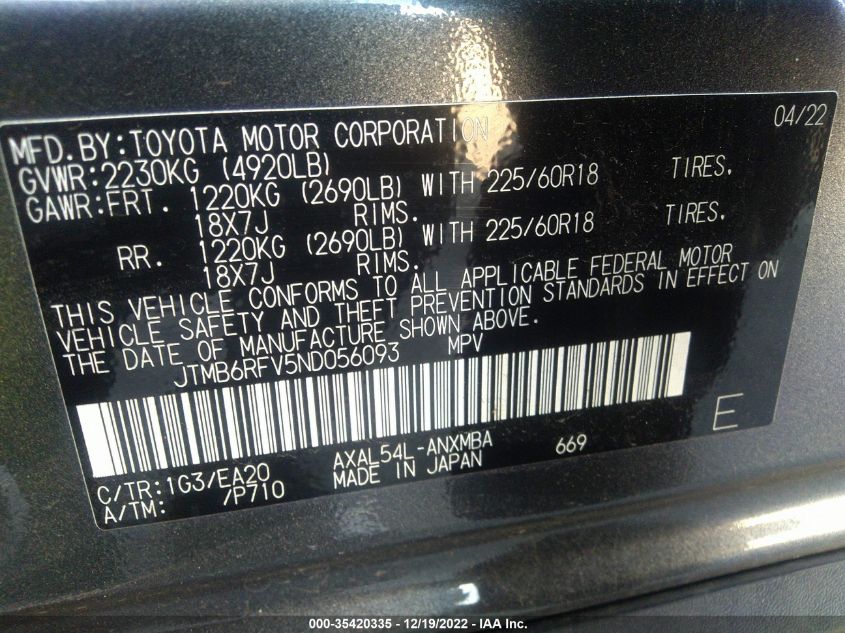 04/22
MFD.BY:TOYOTA MOTOR CORPORATION
GVWR:2230KG (4920LB)
GAWR:FRT. 1220KG (2690LB) WITH 225/60R18 TIRES.
18X7J RIMS.
RR. 1220KG (2690LB) WITH 225/60R18 TIRES.
18X7J RIMS.
THIS VEHICLE CONFORMS TO ALL APPLICABLE FEDERAL MOTOR
VEHICLE SAFETY AND THEFT PREVENTION STANDARDS IN EFFECT ON
THE DATE OF MANUFACTURE SHOWN ABOVE.
JTMB6RFV5ND056093 MPV
E
C/TR:1G3/EA20 AXAL54L-ANXMBA 669
A/TM: /P710 MADE IN JAPAN
000-35420335 - 12/19/2022 - IAA Inc.